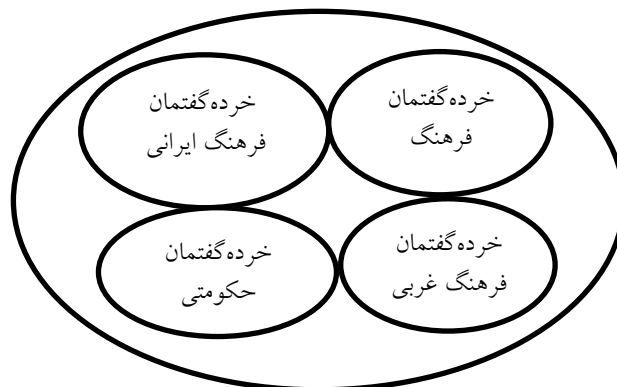 خرده‌گفتمان
فرهنگ
خرده‌گفتمان
فرهنگ ایرانی
خرده‌گفتمان
فرهنگ غربی
خرده‌گفتمان
حکومتی